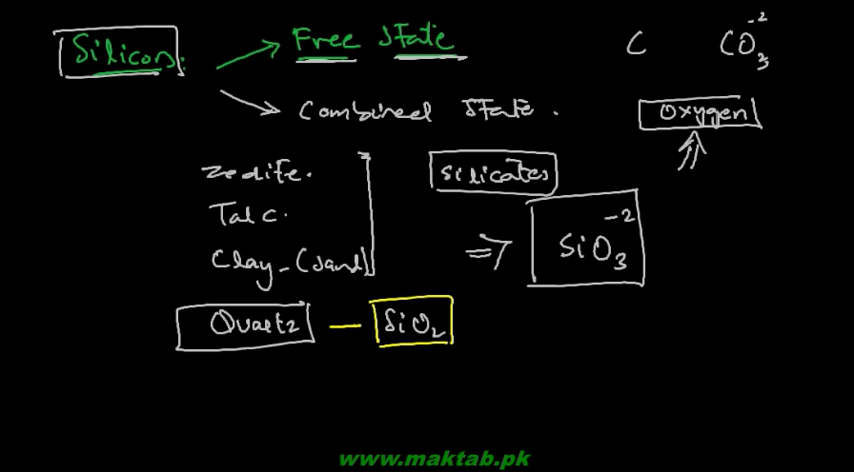 Silicon: → Free State C CO₃⁻²
→ Combined State. Oxygen
silicates
Talc. SiO₃⁻²
Clay - (sand) ⇒
Quartz — SiO₂
www.maktab.pk